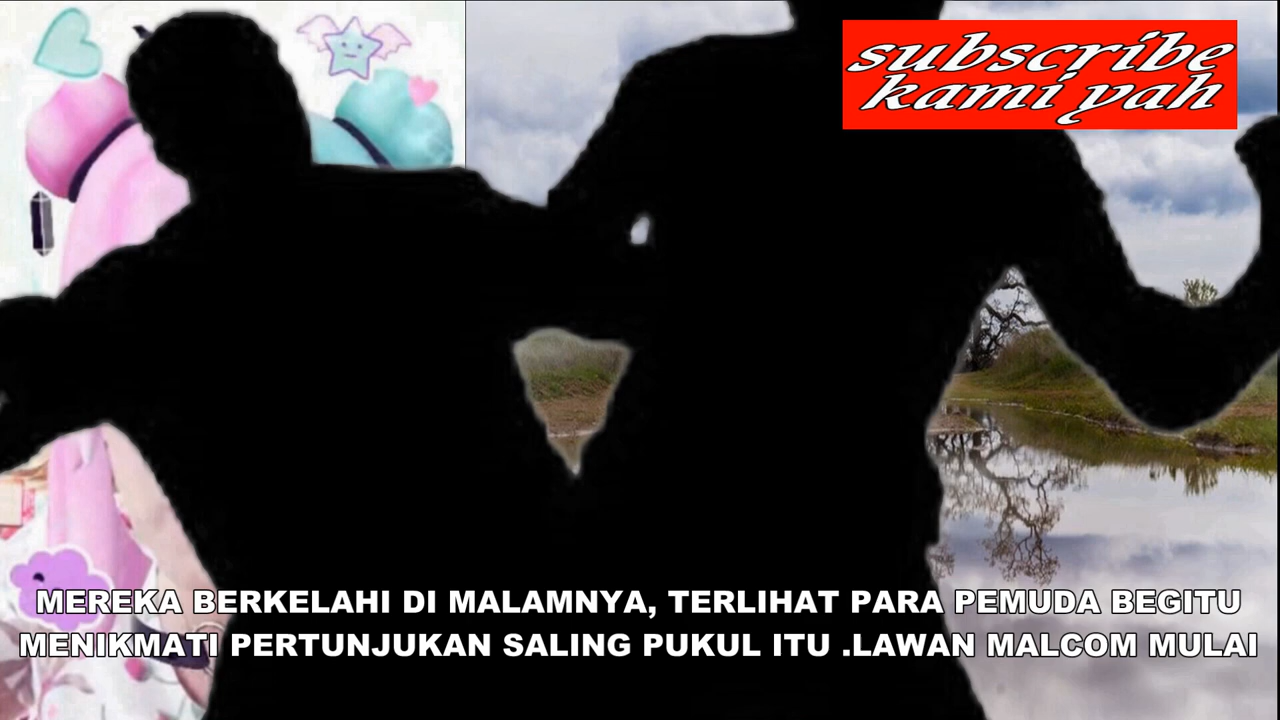 subscribe
kami yah
MEREKA BERKELAHI DI MALAMNYA, TERLIHAT PARA PEMUDA BEGITU
MENIKMATI PERTUNJUKAN SALING PUKUL ITU .LAWAN MALCOM MULAI